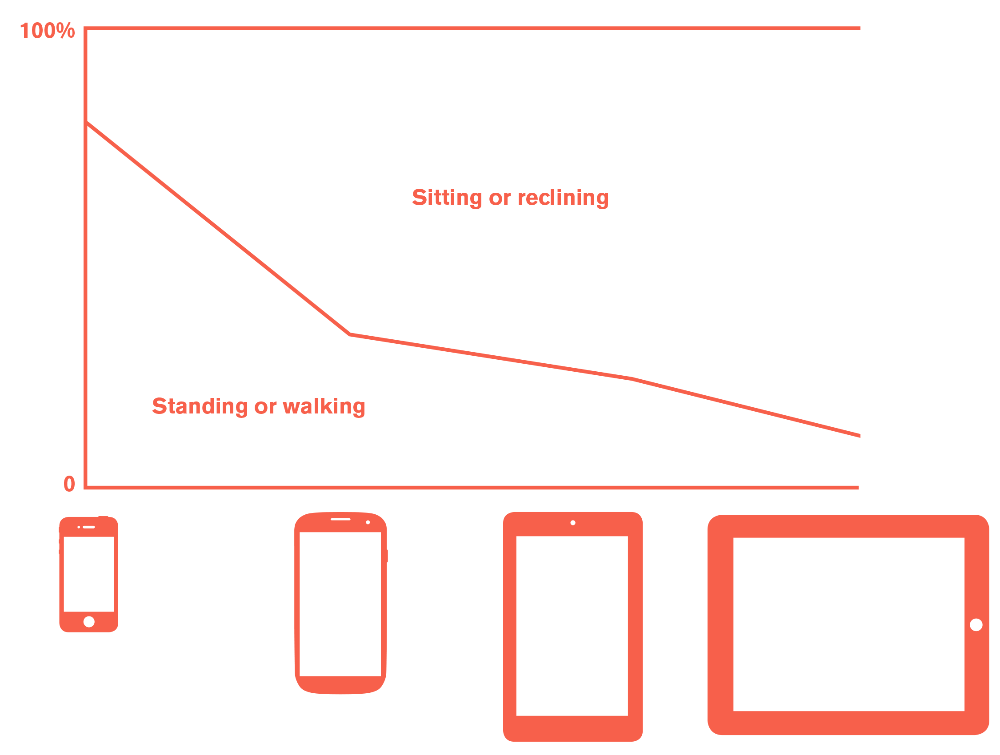 100%
Sitting or reclining
Standing or walking
0